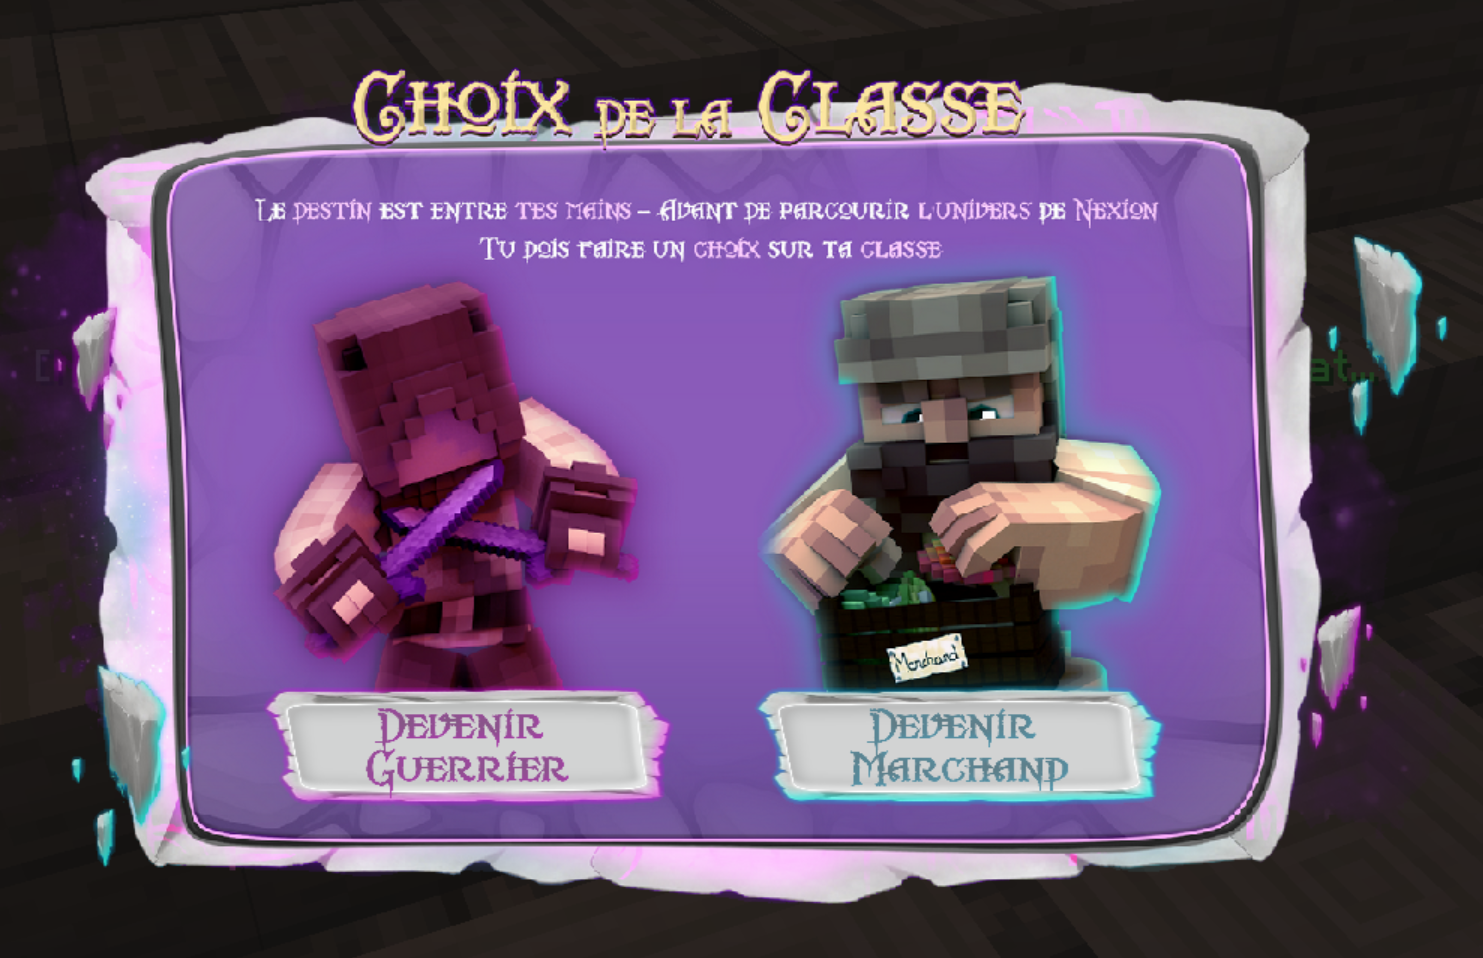 Choix de la Classe
Le destin est entre tes mains – Avant de parcourir l'univers de Nexion
Tu dois faire un choix sur ta classe
at...
Marchand
Devenir
Guerrier
Devenir
Marchand